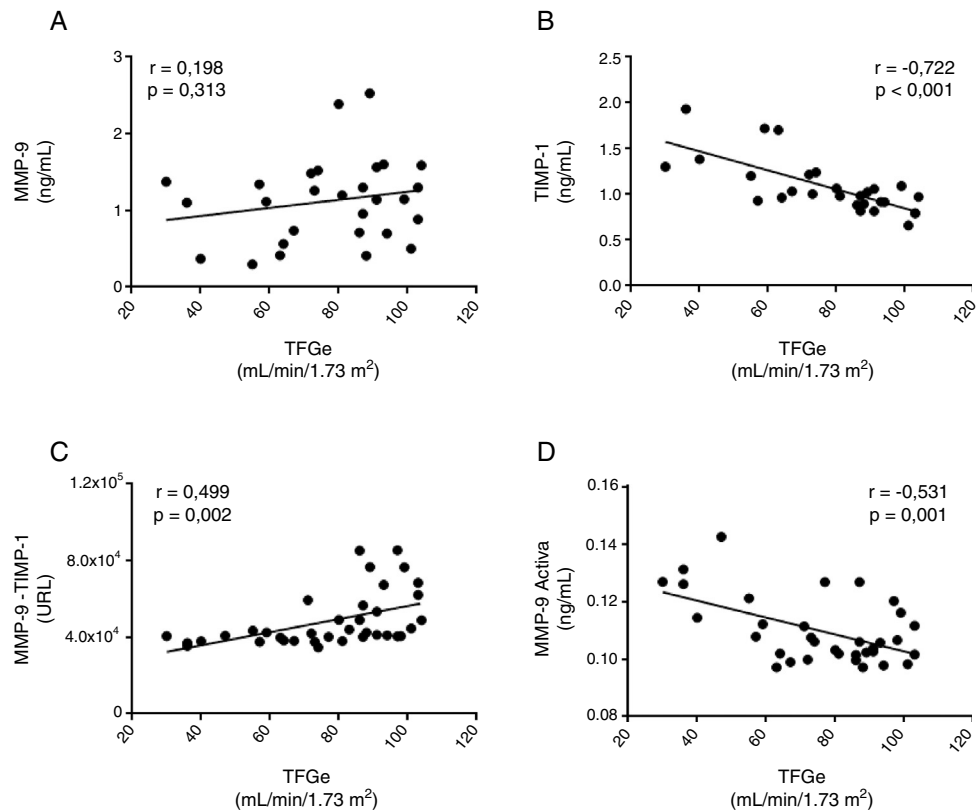 A
r = 0,198
p = 0,313
3
2
1
0
MMP-9
(ng/mL)
20
40
60
80
100
120
TFGe
(mL/min/1.73 m²)
B
r = -0,722
p < 0,001
2.5
2.0
1.5
1.0
0.5
0.0
TIMP-1
(ng/mL)
20
40
60
80
100
120
TFGe
(mL/min/1.73 m²)
C
r = 0,499
p = 0,002
1.2x10⁵
8.0x10⁴
4.0x10⁴
0
MMP-9 -TIMP-1
(URL)
20
40
60
80
100
120
TFGe
(mL/min/1.73 m²)
D
r = -0,531
p = 0,001
0.16
0.14
0.12
0.10
0.08
MMP-9 Activa
(ng/mL)
20
40
60
80
100
120
TFGe
(mL/min/1.73 m²)